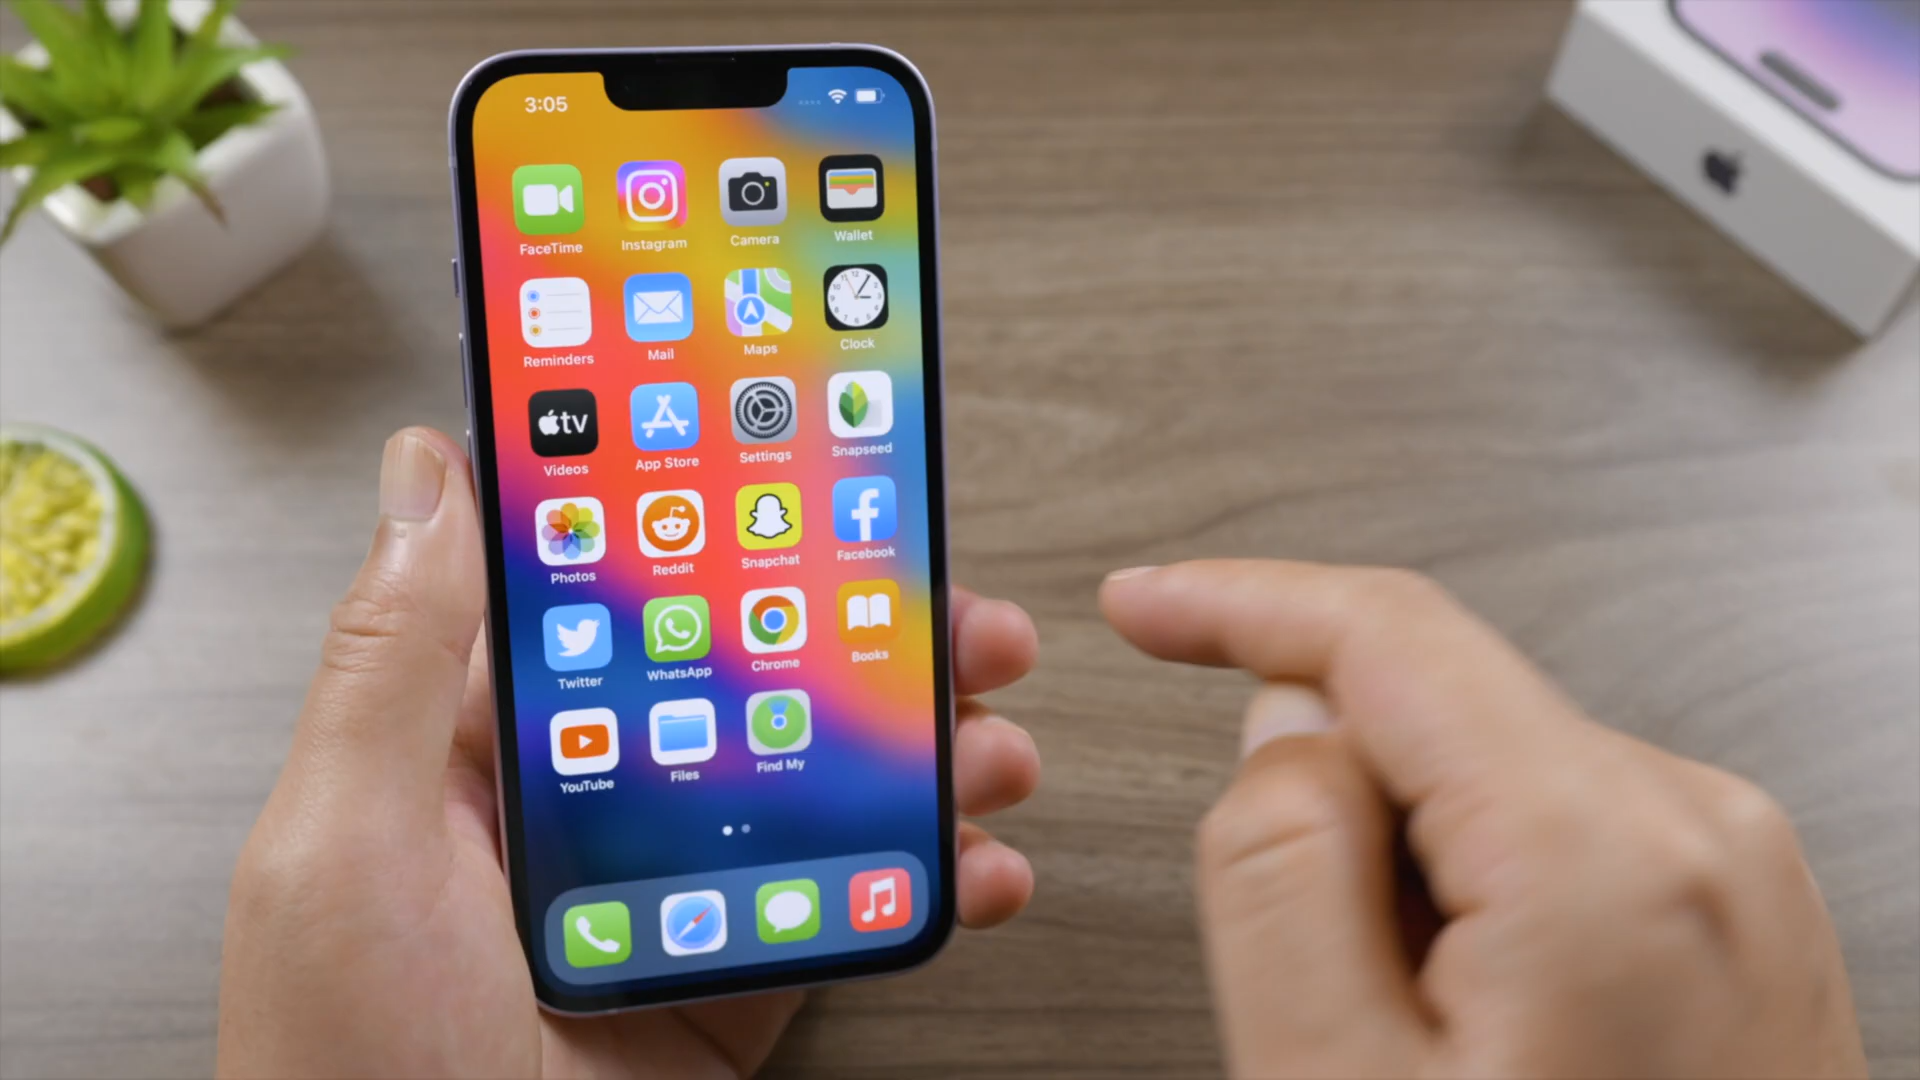 3:05
FaceTime
Instagram
Camera
Wallet
Reminders
Mail
Maps
Clock
tv
Videos
App Store
Settings
Snapseed
Photos
Reddit
Snapchat
Facebook
Twitter
WhatsApp
Chrome
Books
YouTube
Files
Find My